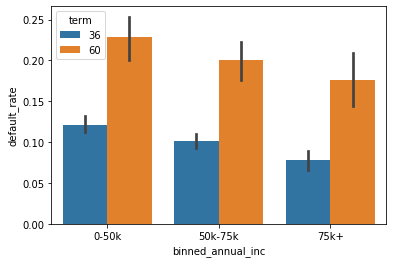 term
36
60
0.25
0.20
0.15
0.10
0.05
0.00
default_rate
0-50k
50k-75k
75k+
binned_annual_inc